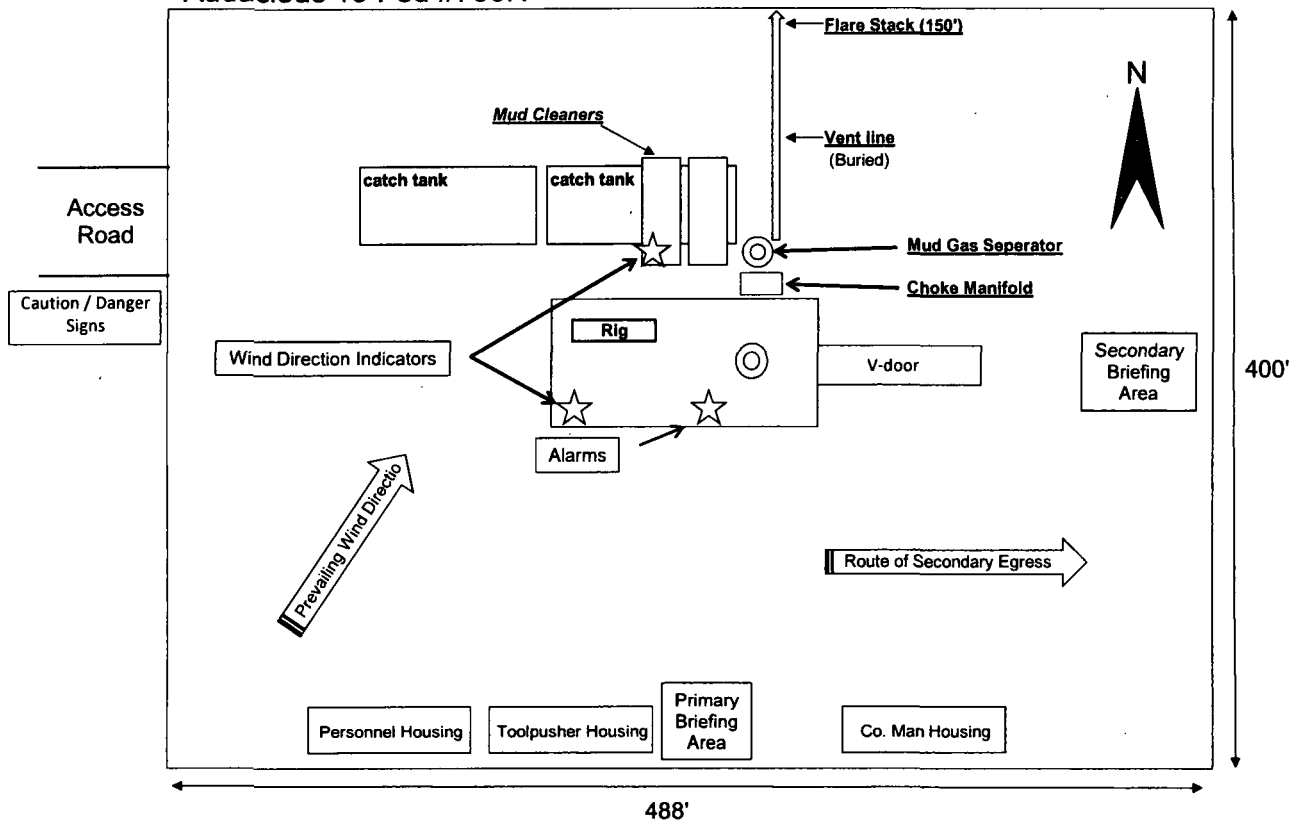 Flare Stack (150')
N
Mud Cleaners
Vent line
(Buried)
catch tank
catch tank
Access
Road
Mud Gas Seperator
Choke Manifold
Caution / Danger
Signs
Rig
Wind Direction Indicators
V-door
Secondary
Briefing
Area
400'
Alarms
Prevailing Wind Directio
Route of Secondary Egress
Personnel Housing
Toolpusher Housing
Primary
Briefing
Area
Co. Man Housing
488'